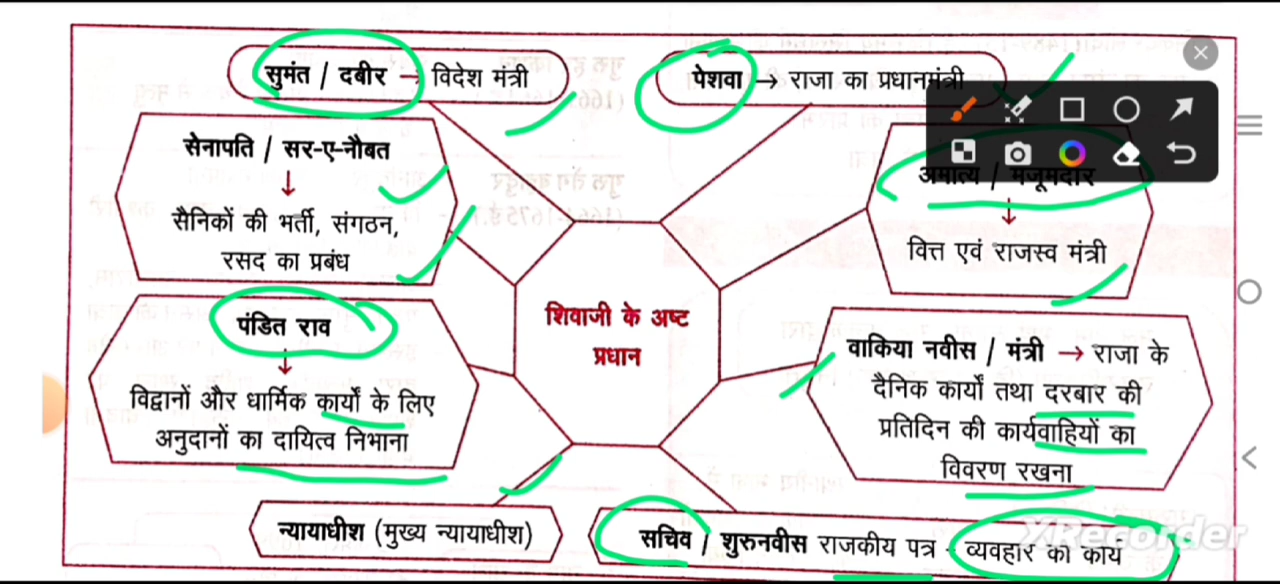 सुमंत / दबीर → विदेश मंत्री
पेशवा → राजा का प्रधानमंत्री
सेनापति / सर-ए-नौबत
↓
सैनिकों की भर्ती, संगठन,
रसद का प्रबंध
अमात्य / मजूमदार
↓
वित्त एवं राजस्व मंत्री
शिवाजी के अष्ट
प्रधान
पंडित राव
↓
विद्वानों और धार्मिक कार्यों के लिए
अनुदानों का दायित्व निभाना
वाकिया नवीस / मंत्री → राजा के
दैनिक कार्यों तथा दरबार की
प्रतिदिन की कार्यवाहियों का
विवरण रखना
न्यायाधीश (मुख्य न्यायाधीश)
सचिव / शुरुनवीस राजकीय पत्र - व्यवहार का कार्य
XRecorder